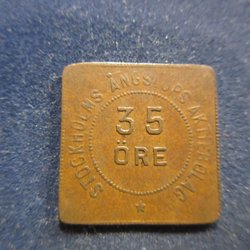 STOCKHOLMS ÅNGSLUPS AKTIEBOLAG
35
ÖRE